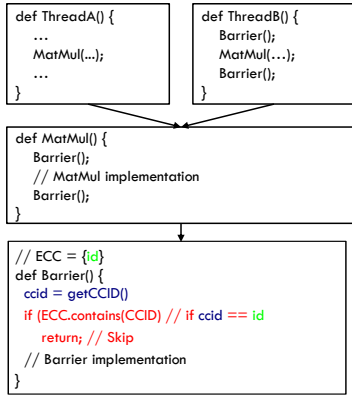 def ThreadA() {
...
MatMul(...);
...
}
def ThreadB() {
Barrier();
MatMul(...);
Barrier();
}
def MatMul() {
Barrier();
// MatMul implementation
Barrier();
}
// ECC = {id}
def Barrier() {
ccid = getCCID()
if (ECC.contains(CCID) // if ccid == id
return; // Skip
// Barrier implementation
}